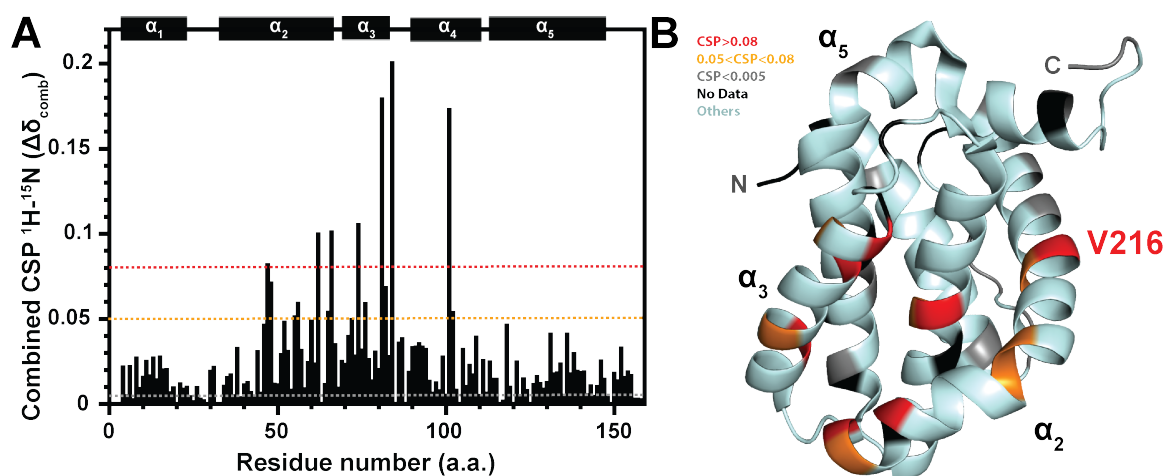 A
α1
α2
α3
α4
α5
Combined CSP ¹H-¹⁵N (Δδcomb)
0.2
0.15
0.1
0.05
0
0
50
100
150
Residue number (a.a.)
B
CSP>0.08
0.05<CSP<0.08
CSP<0.005
No Data
Others
α5
C
N
V216
α3
α2